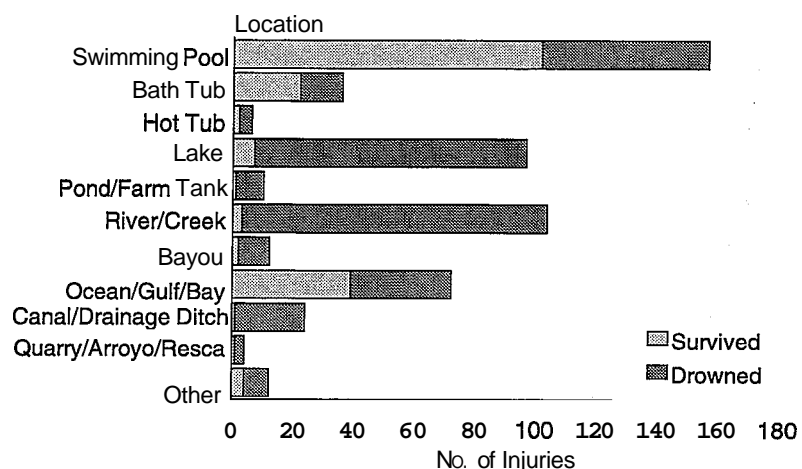 Location
Swimming Pool
Bath Tub
Hot Tub
Lake
Pond/Farm Tank
River/Creek
Bayou
Ocean/Gulf/Bay
Canal/Drainage Ditch
Quarry/Arroyo/Resca
Other
Survived
Drowned
0 20 40 60 80 100 120 140 160 180
No. of Injuries